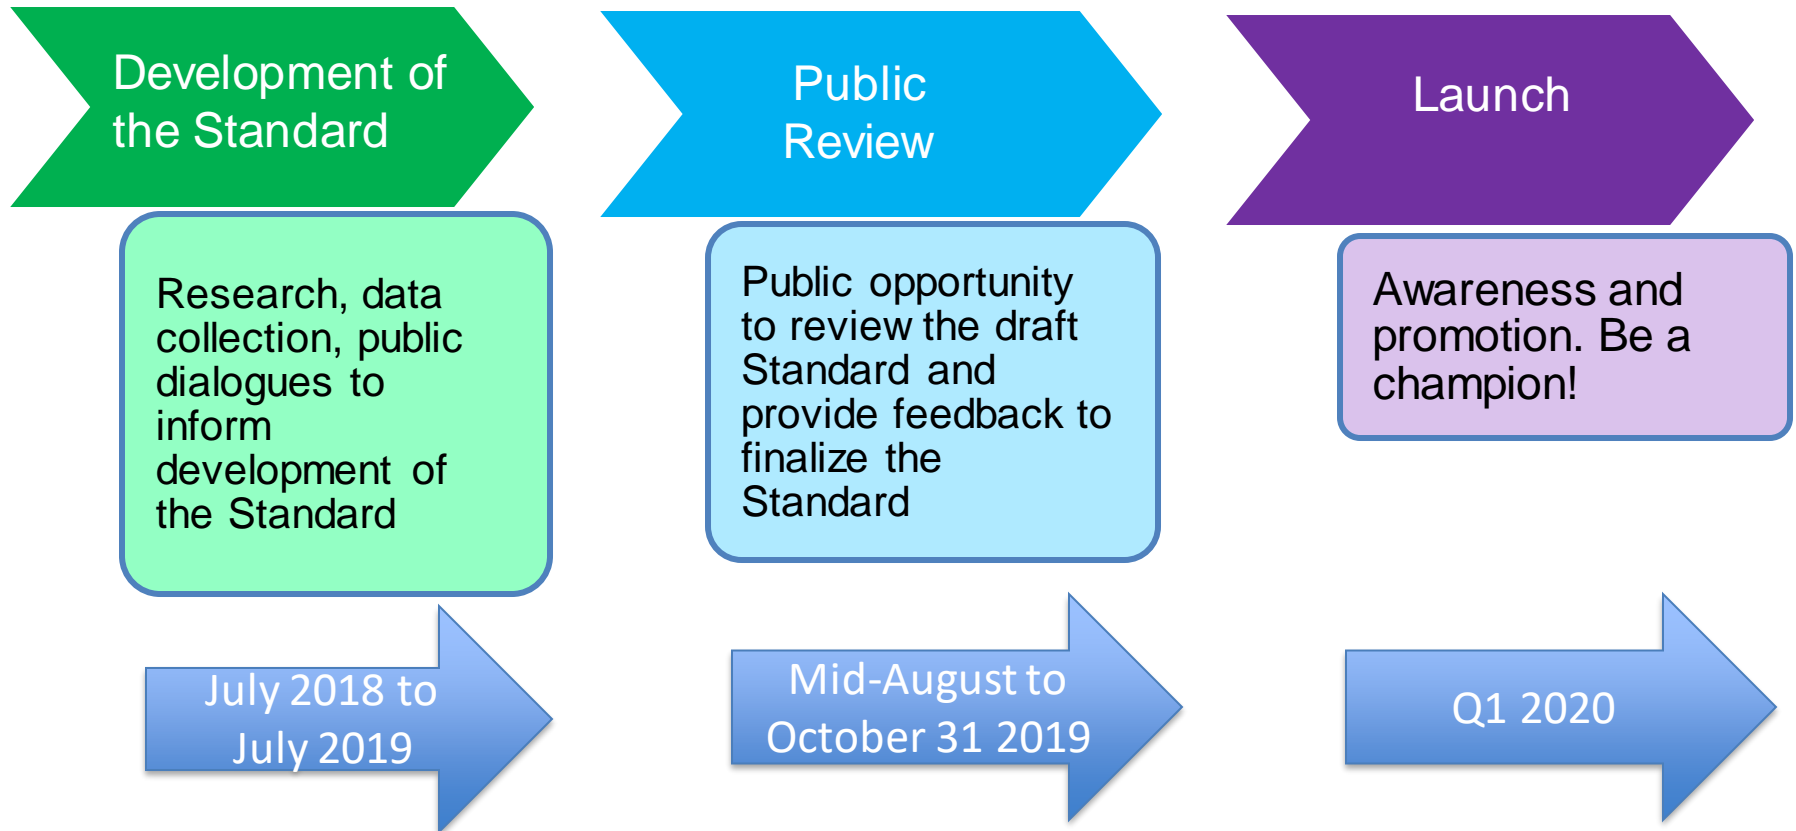 Development of
the Standard
Public
Review
Launch
Research, data
collection, public
dialogues to
inform
development of
the Standard
Public opportunity
to review the draft
Standard and
provide feedback to
finalize the
Standard
Awareness and
promotion. Be a
champion!
July 2018 to
July 2019
Mid-August to
October 31 2019
Q1 2020